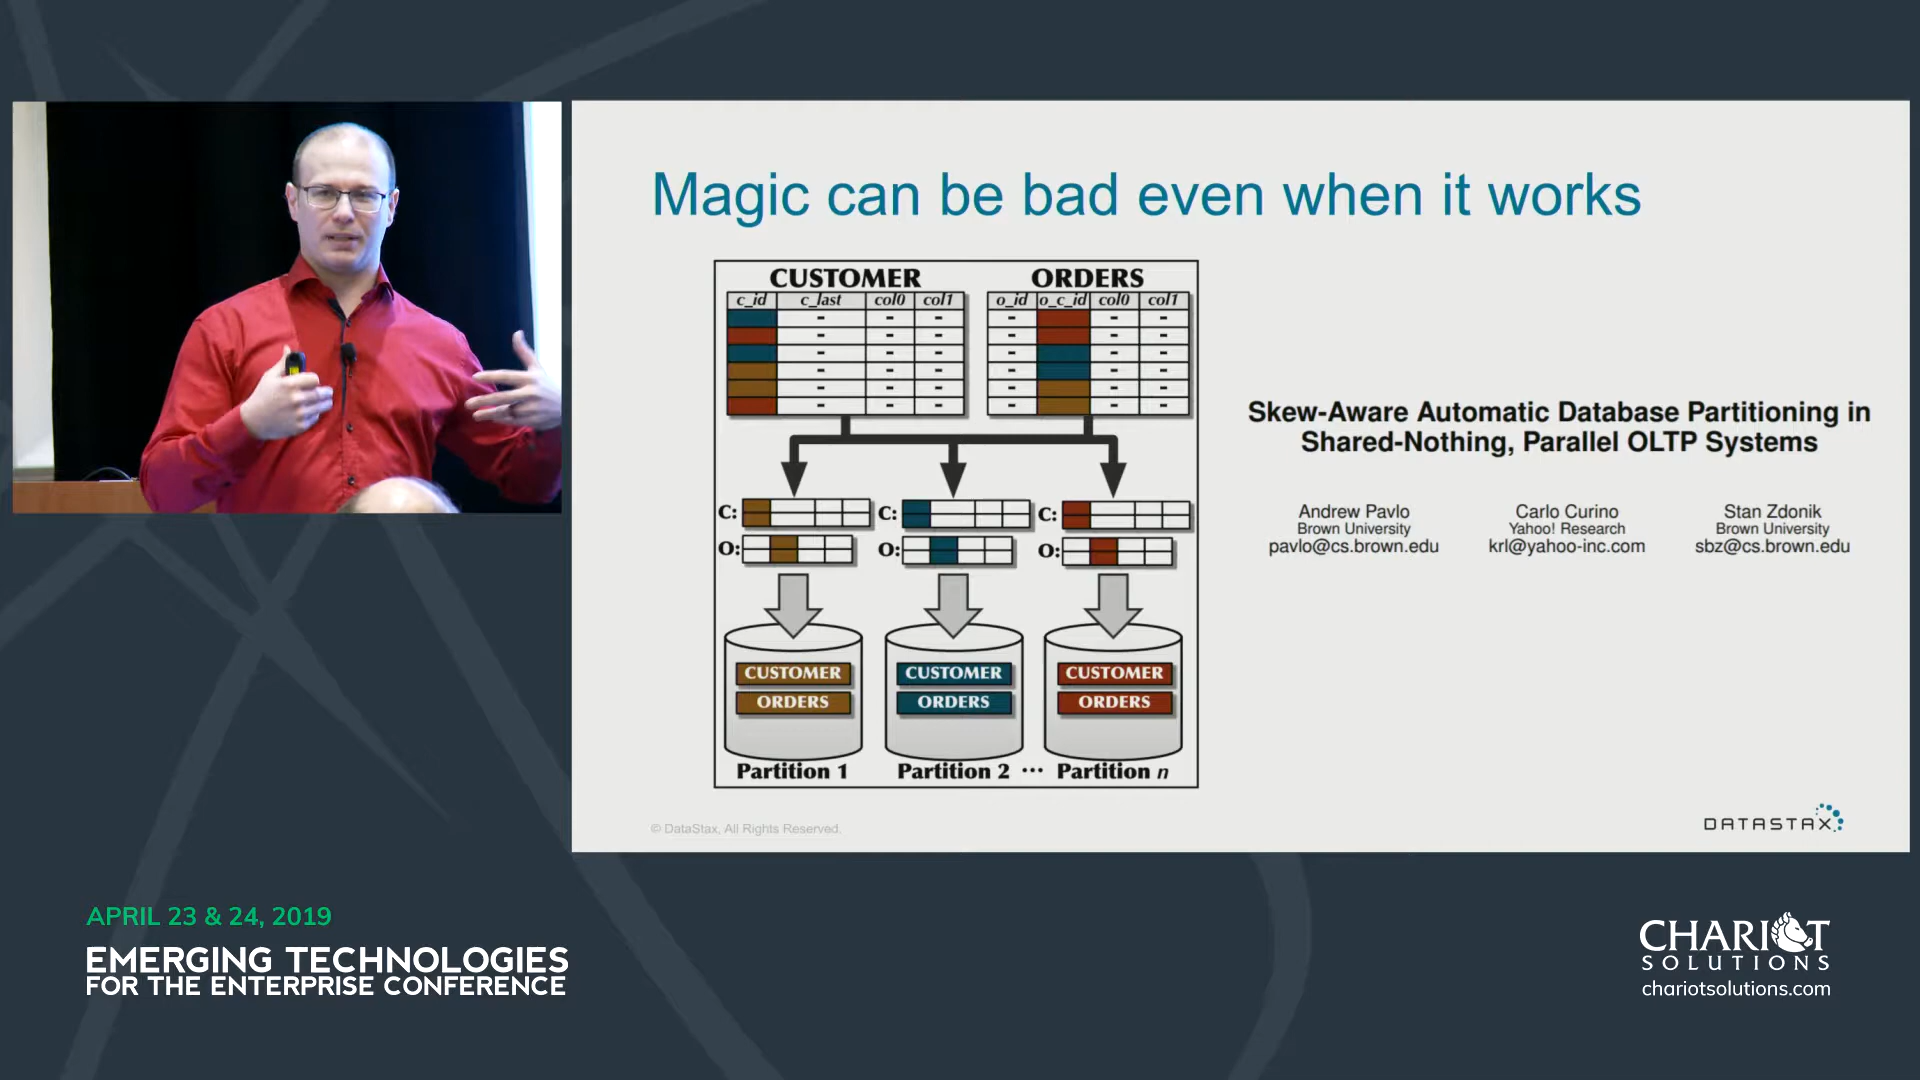 Magic can be bad even when it works
CUSTOMER
ORDERS
c_id c_last col0 col1
o_id o_c_id col0 col1
- - -
- - -
- - -
- - -
- - -
- - -
- - -
- - -
- - -
- - -
- - -
- - -
C: C: C:
O: O: O:
CUSTOMER CUSTOMER CUSTOMER
ORDERS ORDERS ORDERS
Partition 1 Partition 2 ··· Partition n
Skew-Aware Automatic Database Partitioning in
Shared-Nothing, Parallel OLTP Systems
Andrew Pavlo
Brown University
pavlo@cs.brown.edu
Carlo Curino
Yahoo! Research
krl@yahoo-inc.com
Stan Zdonik
Brown University
sbz@cs.brown.edu
© DataStax, All Rights Reserved.
DATASTAX
APRIL 23 & 24, 2019
EMERGING TECHNOLOGIES
FOR THE ENTERPRISE CONFERENCE
CHARIOT
SOLUTIONS
chariotsolutions.com